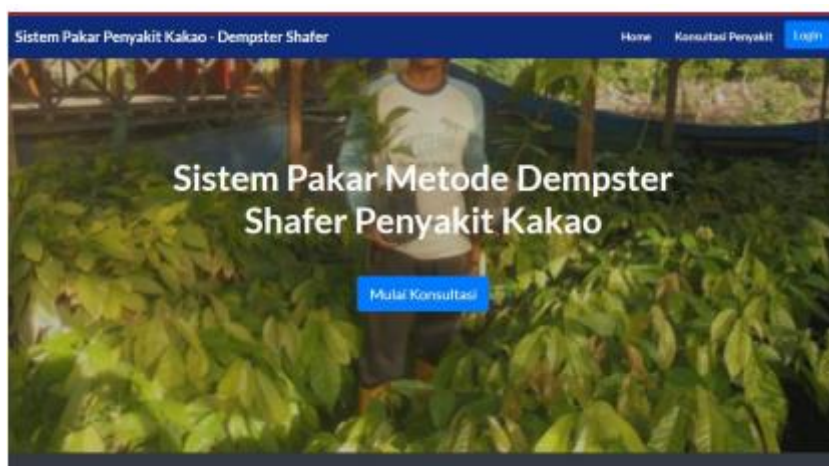 Sistem Pakar Penyakit Kakao - Dempster Shafer
Home Konsultasi Penyakit Login
Sistem Pakar Metode Dempster
Shafer Penyakit Kakao
Mulai Konsultasi